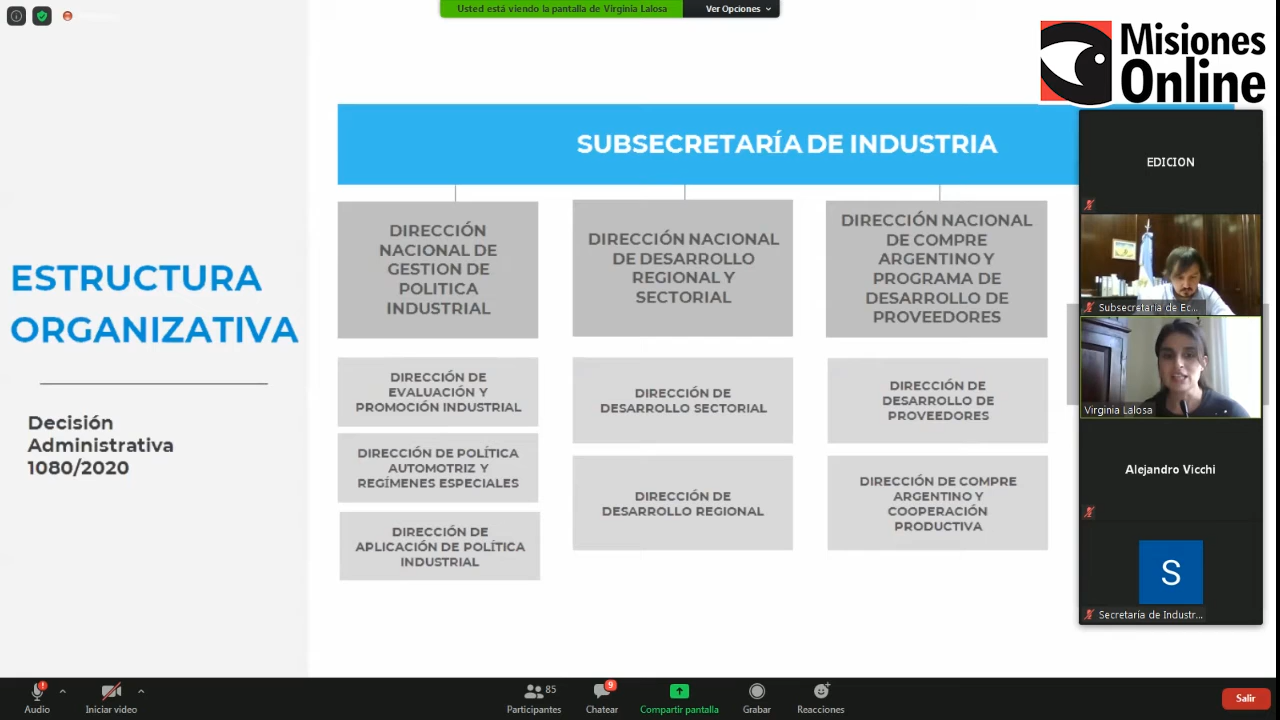 Usted está viendo la pantalla de Virginia Lalosa
Ver Opciones
Misiones
Online
SUBSECRETARÍA DE INDUSTRIA
ESTRUCTURA
ORGANIZATIVA
Decisión
Administrativa
1080/2020
DIRECCIÓN
NACIONAL DE
GESTION DE
POLITICA
INDUSTRIAL
DIRECCIÓN DE
EVALUACIÓN Y
PROMOCIÓN INDUSTRIAL
DIRECCIÓN DE POLÍTICA
AUTOMOTRIZ Y
REGÍMENES ESPECIALES
DIRECCIÓN DE
APLICACIÓN DE POLÍTICA
INDUSTRIAL
DIRECCIÓN NACIONAL
DE DESARROLLO
REGIONAL Y
SECTORIAL
DIRECCIÓN DE
DESARROLLO SECTORIAL
DIRECCIÓN DE
DESARROLLO REGIONAL
DIRECCIÓN NACIONAL
DE COMPRE
ARGENTINO Y
PROGRAMA DE
DESARROLLO DE
PROVEEDORES
DIRECCIÓN DE
DESARROLLO DE
PROVEEDORES
DIRECCIÓN DE COMPRE
ARGENTINO Y
COOPERACIÓN
PRODUCTIVA
EDICION
Subsecretaría de Ec...
Virginia Lalosa
Alejandro Vicchi
S
Secretaría de Industr...
Audio
Iniciar video
85
Participantes
9
Chatear
Compartir pantalla
Grabar
Reacciones
Salir